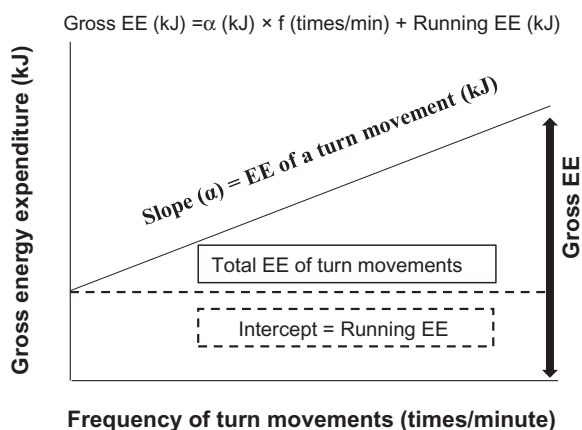 Gross EE (kJ) =α (kJ) × f (times/min) + Running EE (kJ)
Gross energy expenditure (kJ)
Slope (α) = EE of a turn movement (kJ)
Total EE of turn movements
Intercept = Running EE
Gross EE
Frequency of turn movements (times/minute)